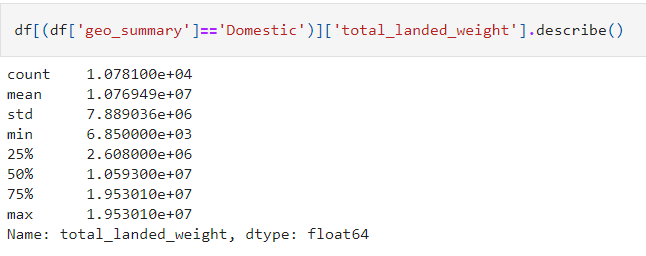 df[(df['geo_summary']=='Domestic')]['total_landed_weight'].describe()
count    1.078100e+04
mean     1.076949e+07
std      7.889036e+06
min      6.850000e+03
25%      2.608000e+06
50%      1.059300e+07
75%      1.953010e+07
max      1.953010e+07
Name: total_landed_weight, dtype: float64